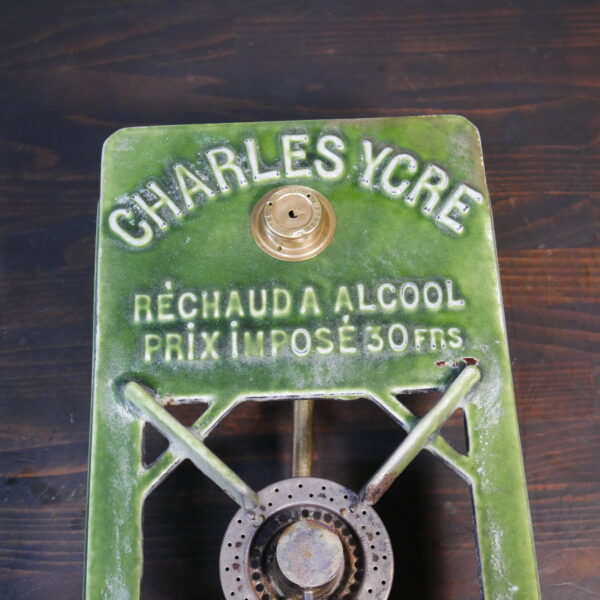 CHARLES YCRE
RÉCHAUD A ALCOOL
PRIX IMPOSÉ 30 FRS